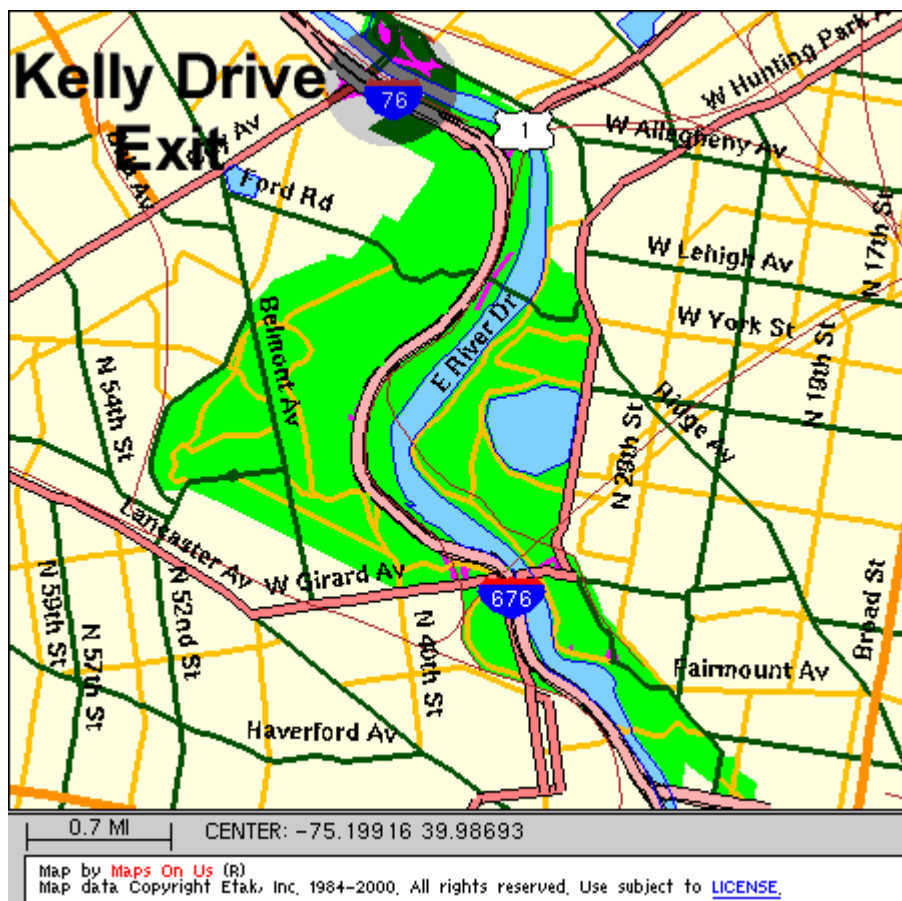 Kelly Drive
Exit
76
1
W Hunting Park A
W Allegheny Av
Av
Av
Ford Rd
N 17th St
W Lehigh Av
Belmont Av
W York St
E River Dr
N 19th St
N 54th St
Ridge Av
N 29th St
Lancaster Av
W Girard Av
676
N 59th St
N 57th St
N 52nd St
N 40th St
Broad St
Fairmount Av
Haverford Av
0.7 MI
CENTER: -75.19916 39.98693
Map by Maps On Us (R)
Map data Copyright Etak, Inc. 1984-2000. All rights reserved. Use subject to LICENSE.